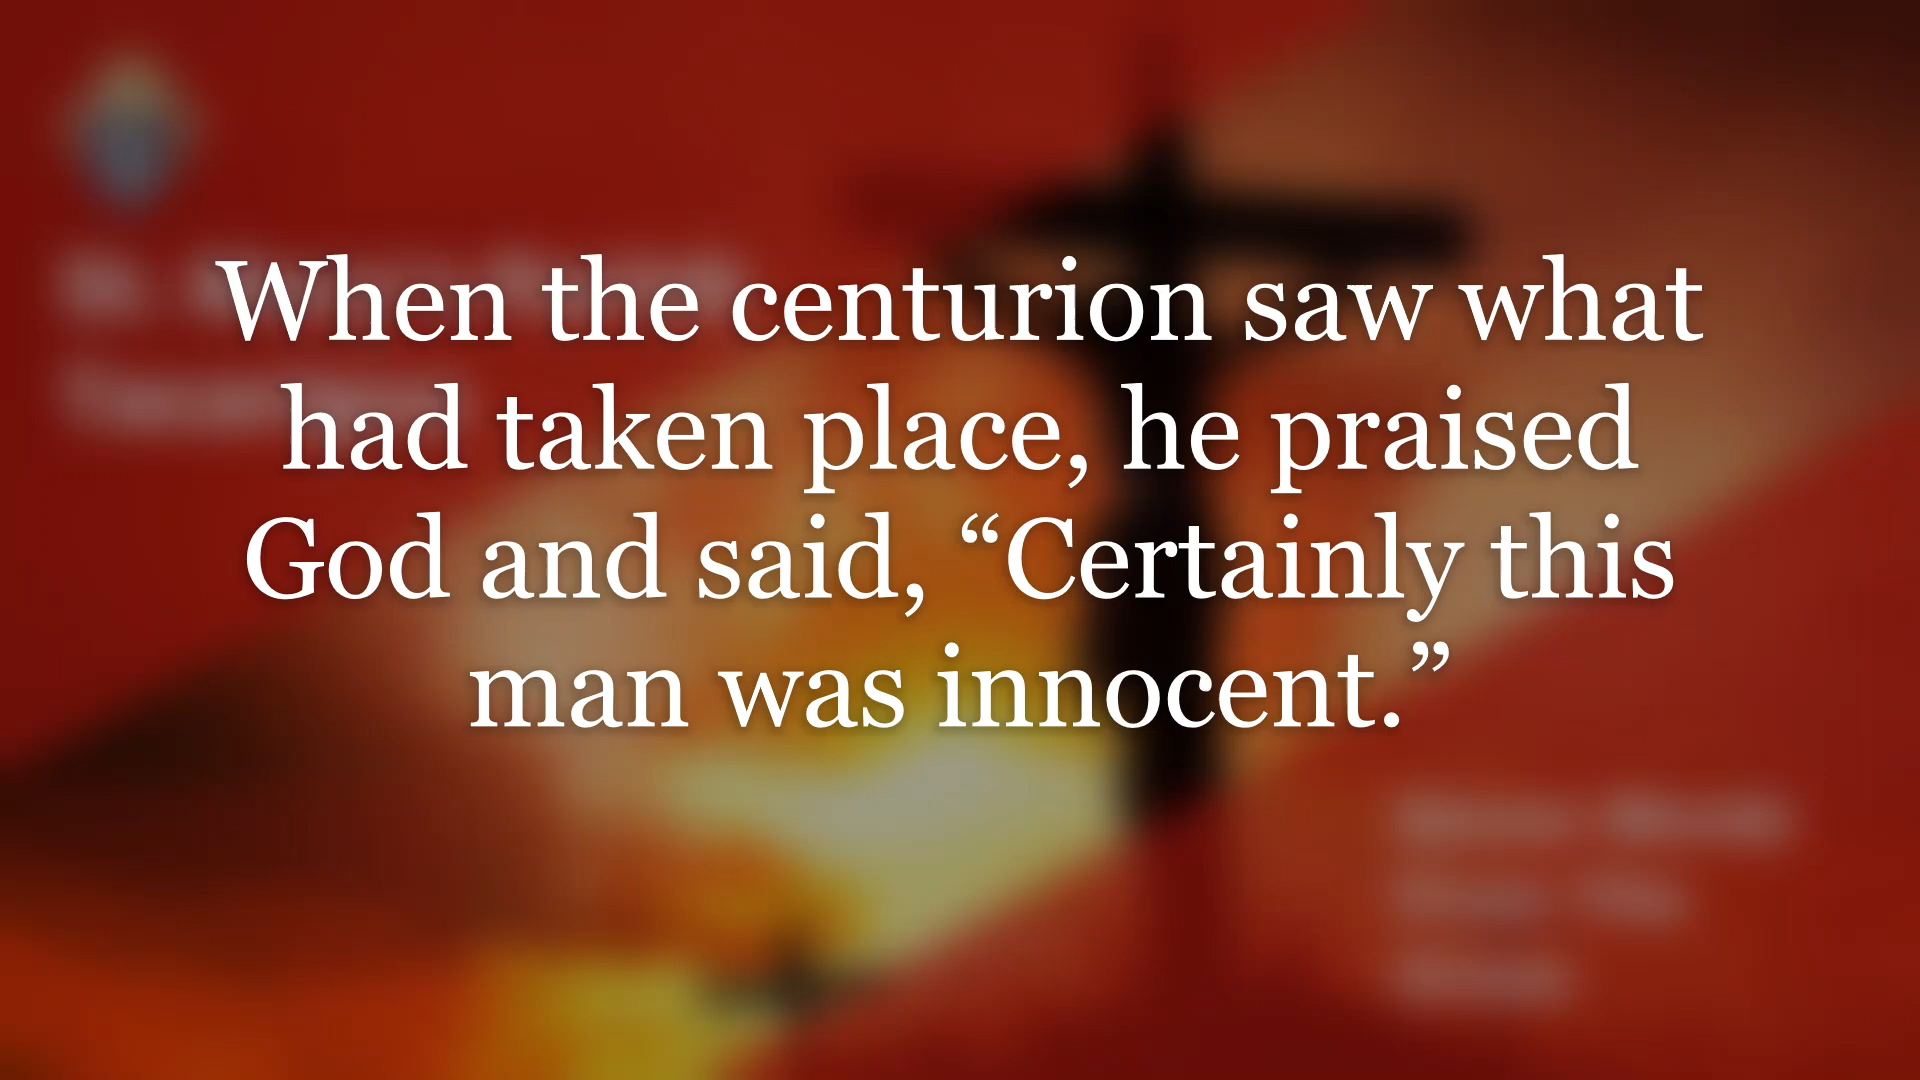 When the centurion saw what
had taken place, he praised
God and said, “Certainly this
man was innocent.”